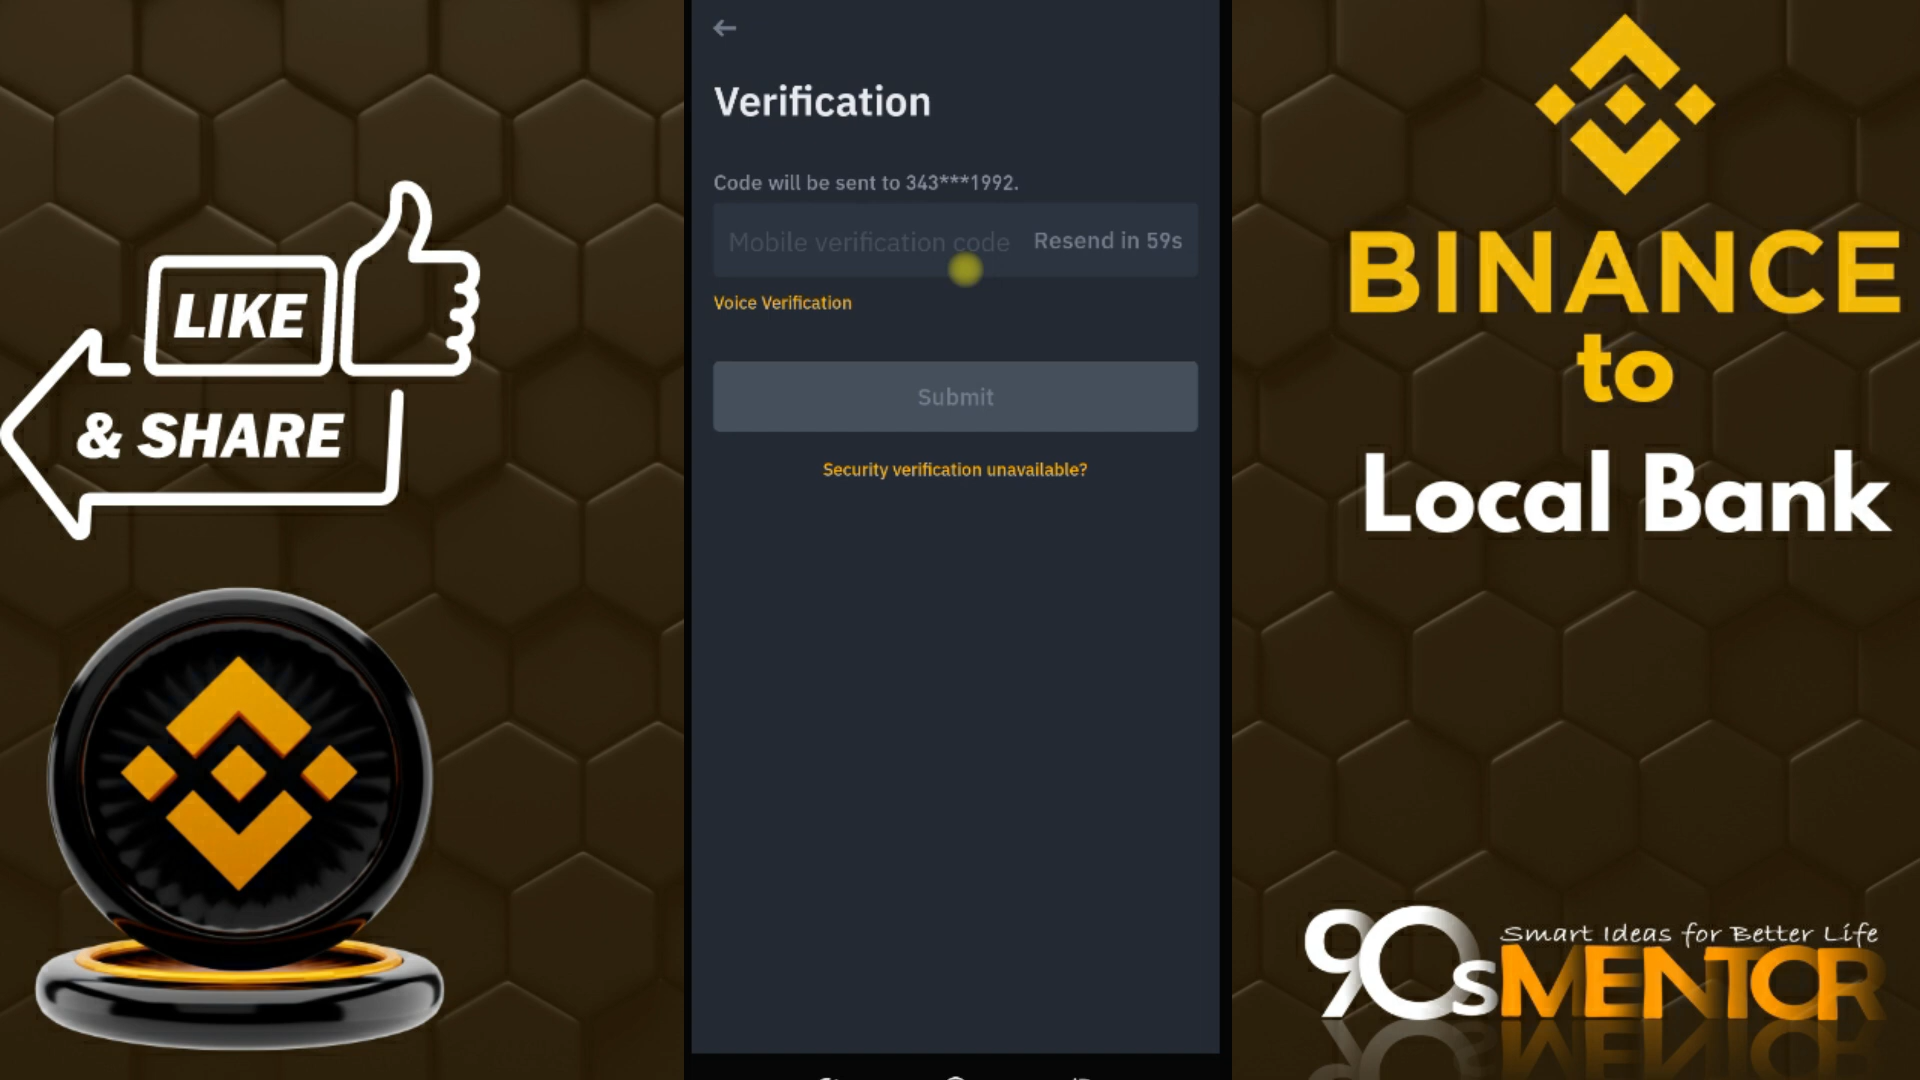 LIKE
& SHARE
Verification
Code will be sent to 343***1992.
Mobile verification code
Resend in 59s
Voice Verification
Submit
Security verification unavailable?
BINANCE
to
Local Bank
90s Smart Ideas for Better Life
MENTOR